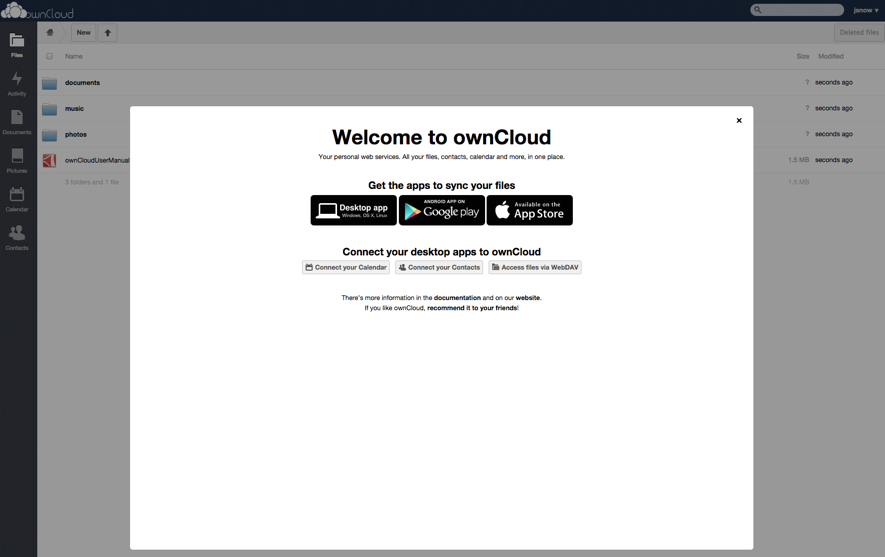 ownCloud
janow
Files
Activity
Documents
Pictures
Calendar
Contacts
New
Deleted files
Name
Size
Modified
documents
?
seconds ago
music
?
seconds ago
photos
?
seconds ago
ownCloudUserManual
1.5 MB
seconds ago
3 folders and 1 file
1.5 MB
×
Welcome to ownCloud
Your personal web services. All your files, contacts, calendar and more, in one place.
Get the apps to sync your files
Desktop app
Windows, OS X, Linux
ANDROID APP ON
Google play
Available on the
App Store
Connect your desktop apps to ownCloud
Connect your Calendar
Connect your Contacts
Access files via WebDAV
There's more information in the documentation and on our website.
If you like ownCloud, recommend it to your friends!